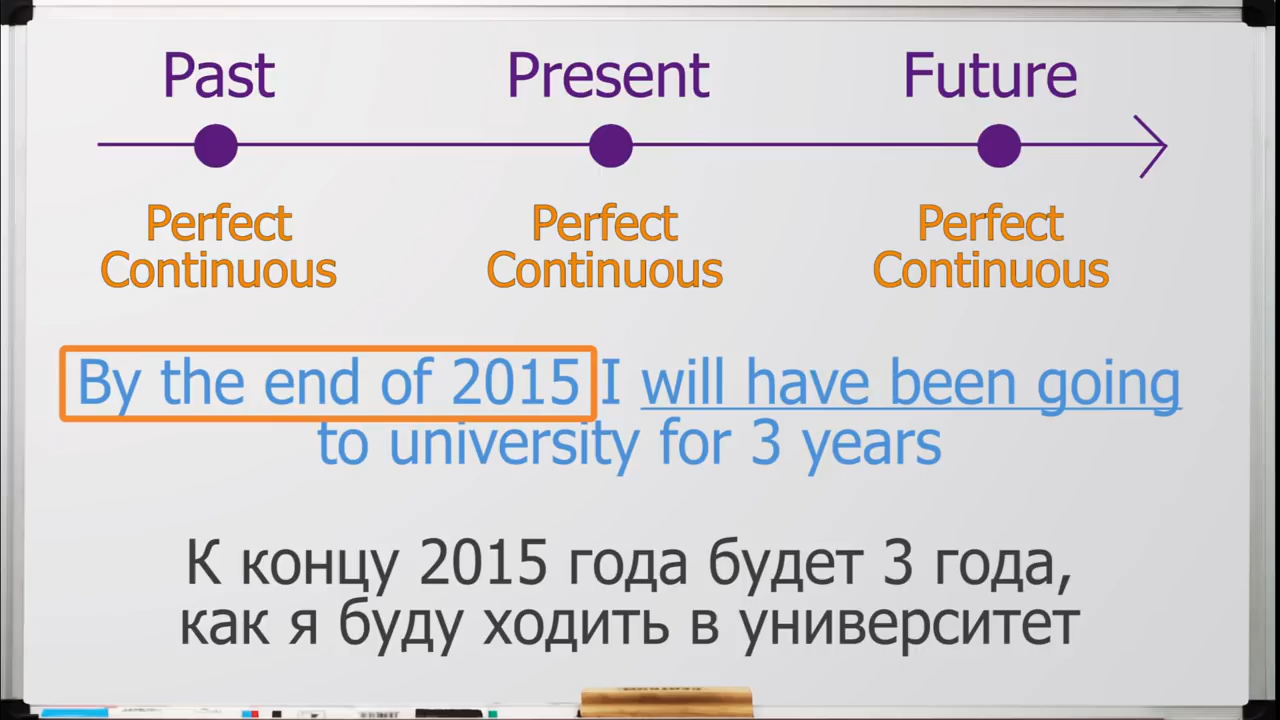 Past Present Future
Perfect Perfect Perfect
Continuous Continuous Continuous
By the end of 2015 I will have been going
to university for 3 years
К концу 2015 года будет 3 года,
как я буду ходить в университет